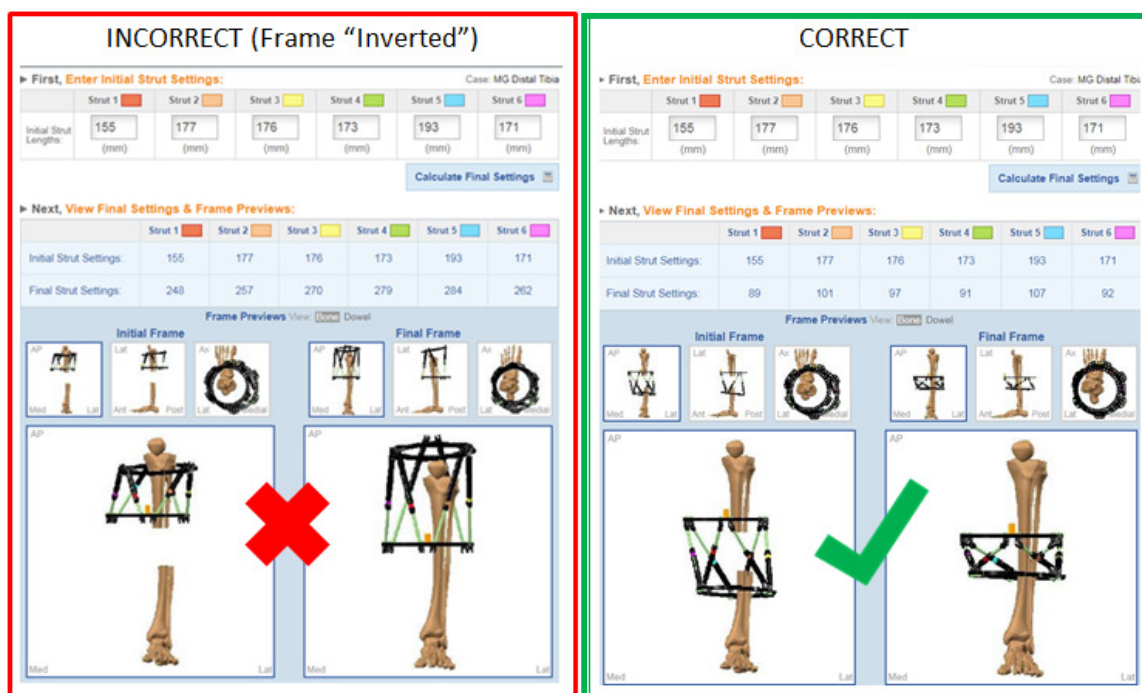 INCORRECT (Frame “Inverted”)
▸ First, Enter Initial Strut Settings: Case: MG Distal Tibia
Strut 1 Strut 2 Strut 3 Strut 4 Strut 5 Strut 6
Initial Strut Lengths: 155 177 176 173 193 171
(mm) (mm) (mm) (mm) (mm) (mm)
Calculate Final Settings
▸ Next, View Final Settings & Frame Previews:
Strut 1 Strut 2 Strut 3 Strut 4 Strut 5 Strut 6
Initial Strut Settings: 155 177 176 173 193 171
Final Strut Settings: 248 257 270 279 284 262
Frame Previews View: Bone Dowel
Initial Frame Final Frame
AP Lat Ax AP Lat Ax
Med Lat Ant Post Med Lat Ant Post Lat Medial
AP AP
Med Lat Med Lat
CORRECT
▸ First, Enter Initial Strut Settings: Case: MG Distal Tibia
Strut 1 Strut 2 Strut 3 Strut 4 Strut 5 Strut 6
Initial Strut Lengths: 155 177 176 173 193 171
(mm) (mm) (mm) (mm) (mm) (mm)
Calculate Final Settings
▸ Next, View Final Settings & Frame Previews:
Strut 1 Strut 2 Strut 3 Strut 4 Strut 5 Strut 6
Initial Strut Settings: 155 177 176 173 193 171
Final Strut Settings: 89 101 97 91 107 92
Frame Previews View: Bone Dowel
Initial Frame Final Frame
AP Lat Ax AP Lat Ax
Med Lat Ant Post Lat Medial Med Lat Ant Post Lat Medial
AP AP
Med Lat Med Lat